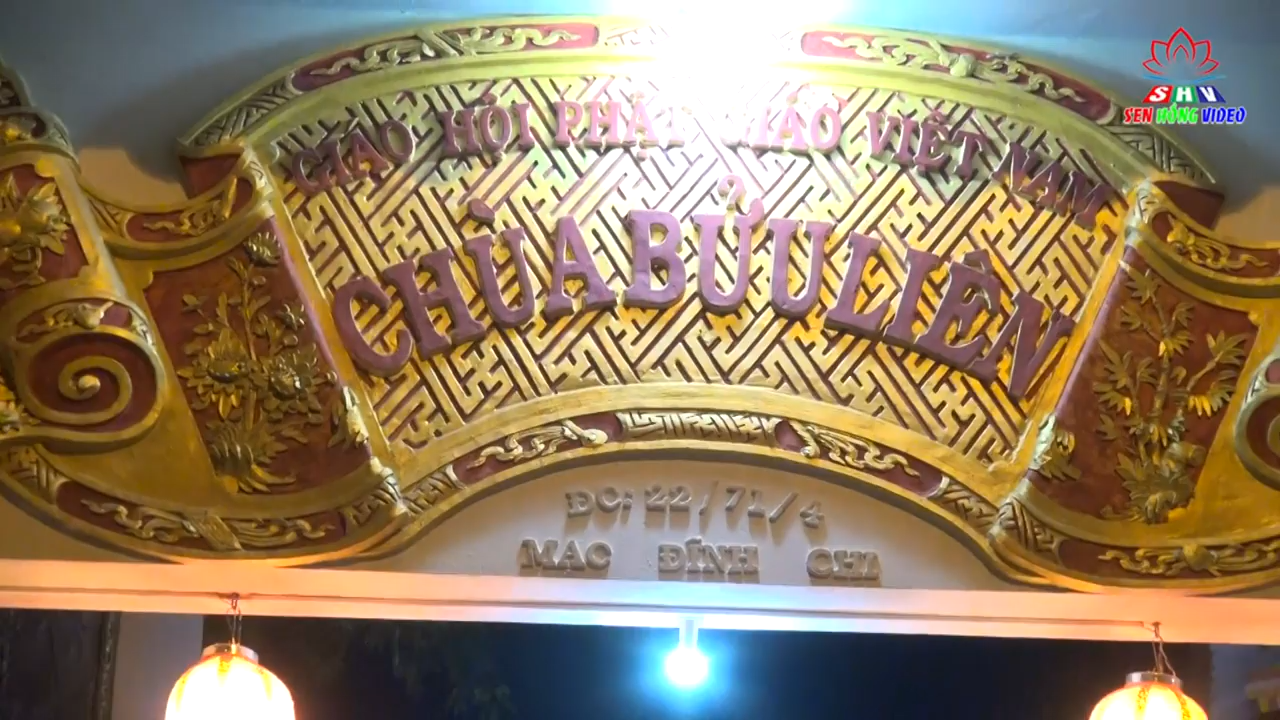 GIÁO HỘI PHẬT GIÁO VIỆT NAM
CHÙA BỬU LIÊN
ĐC: 22/71/4
MẠC ĐĨNH CHI
SHV
SEN HỒNG VIDEO